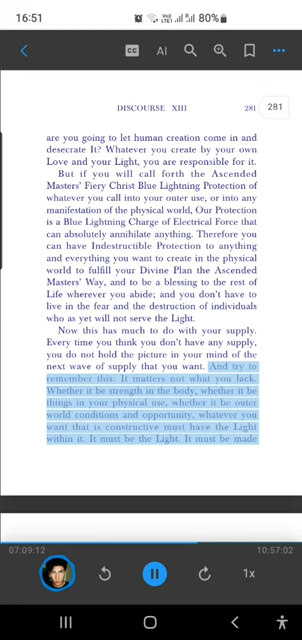 16:51
80%
CC
AI
DISCOURSE XIII
281
281
are you going to let human creation come in and
desecrate It? Whatever you create by your own
Love and your Light, you are responsible for it.
But if you will call forth the Ascended
Masters' Fiery Christ Blue Lightning Protection of
whatever you call into your outer use, or into any
manifestation of the physical world, Our Protection
is a Blue Lightning Charge of Electrical Force that
can absolutely annihilate anything. Therefore you
can have Indestructible Protection to anything
and everything you want to create in the physical
world to fulfill your Divine Plan the Ascended
Masters' Way, and to be a blessing to the rest of
Life wherever you abide; and you don't have to
live in the fear and the destruction of individuals
who as yet will not serve the Light.
Now this has much to do with your supply.
Every time you think you don't have any supply,
you do not hold the picture in your mind of the
next wave of supply that you want. And try to
remember this: It matters not what you lack.
Whether it be strength in the body, whether it be
things in your physical use, whether it be outer
world conditions and opportunity, whatever you
want that is constructive must have the Light
within it. It must be the Light. It must be made
07:09:12
10:57:02
1x